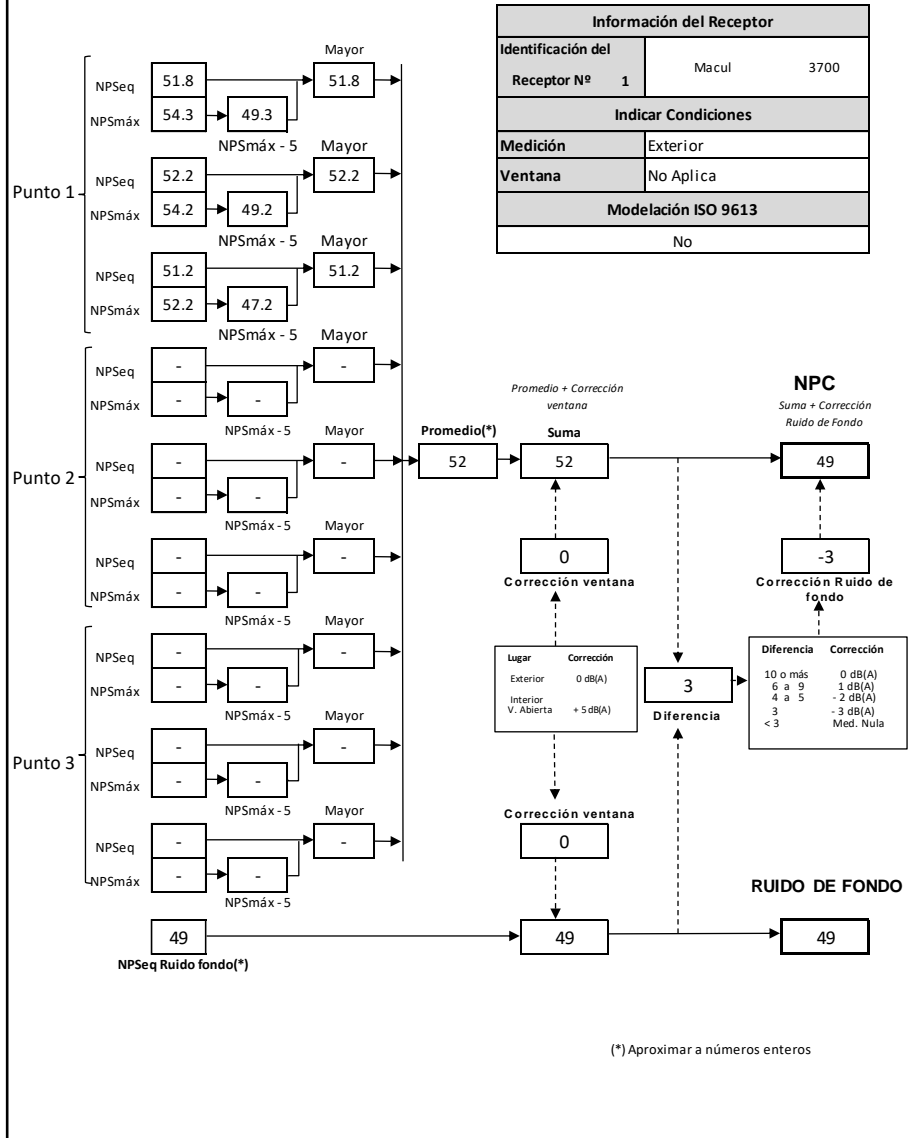 Información del Receptor
Identificación del
Receptor Nº 1
Macul 3700
Indicar Condiciones
Medición Exterior
Ventana No Aplica
Modelación ISO 9613
No
Punto 1
Mayor
NPSeq 51.8 51.8
NPSmáx 54.3 49.3
NPSmáx - 5 Mayor
NPSeq 52.2 52.2
NPSmáx 54.2 49.2
NPSmáx - 5 Mayor
NPSeq 51.2 51.2
NPSmáx 52.2 47.2
NPSmáx - 5 Mayor
Punto 2
NPSeq - -
NPSmáx - -
NPSmáx - 5 Mayor
NPSeq - -
NPSmáx - -
NPSmáx - 5 Mayor
NPSeq - -
NPSmáx - -
NPSmáx - 5 Mayor
Punto 3
NPSeq - -
NPSmáx - -
NPSmáx - 5 Mayor
NPSeq - -
NPSmáx - -
NPSmáx - 5 Mayor
NPSeq - -
NPSmáx - -
NPSmáx - 5
Promedio(*)
52
Promedio + Corrección
ventana
Suma
52
NPC
Suma + Corrección
Ruido de Fondo
49
0
Corrección ventana
-3
Corrección Ruido de
fondo
Lugar Corrección
Exterior 0 dB(A)
Interior
V. Abierta + 5 dB(A)
3
Diferencia
Diferencia Corrección
10 o más 0 dB(A)
6 a 9 1 dB(A)
4 a 5 - 2 dB(A)
3 - 3 dB(A)
< 3 Med. Nula
Corrección ventana
0
RUIDO DE FONDO
49 49 49
NPSeq Ruido fondo(*)
(*) Aproximar a números enteros